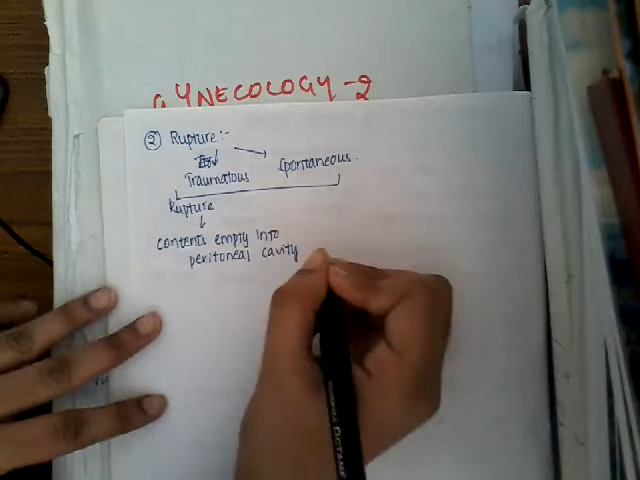 GYNECOLOGY-2
② Rupture:-
Traumatous Spontaneous.
Rupture
contents empty into
peritoneal cavity